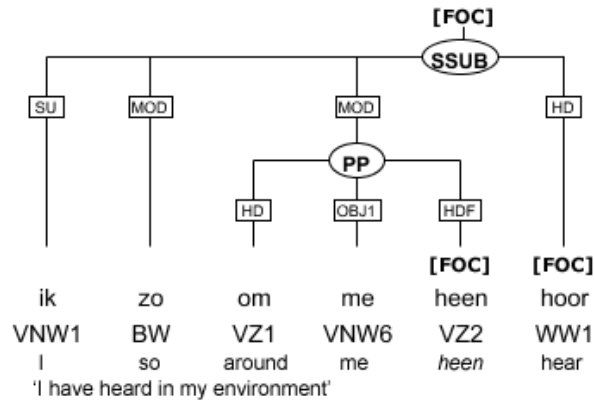 [FOC]
SSUB
SU MOD MOD HD
PP
HD OBJ1 HDF
[FOC] [FOC]
ik zo om me heen hoor
VNW1 BW VZ1 VNW6 VZ2 WW1
I so around me heen hear
‘I have heard in my environment’